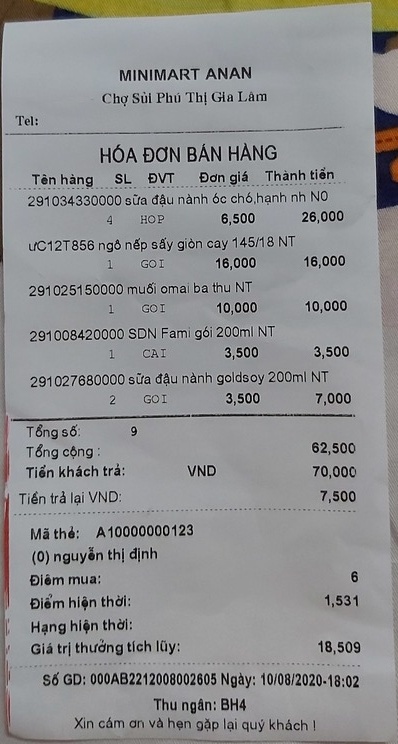 MINIMART ANAN
Chợ Sủi Phú Thị Gia Lâm
Tel:
HÓA ĐƠN BÁN HÀNG
Tên hàng SL ĐVT Đơn giá Thành tiền
291034330000 sữa đậu nành óc chó,hạnh nh N0
4 HOP 6,500 26,000
ưC12T856 ngô nếp sấy giòn cay 145/18 NT
1 GOI 16,000 16,000
291025150000 muối omai ba thu NT
1 GOI 10,000 10,000
291008420000 SDN Fami gói 200ml NT
1 CAI 3,500 3,500
291027680000 sữa đậu nành goldsoy 200ml NT
2 GOI 3,500 7,000
Tổng số: 9
Tổng cộng : 62,500
Tiền khách trả: VND 70,000
Tiền trả lại VND: 7,500
Mã thẻ: A10000000123
(0) nguyễn thị định
Điêm mua: 6
Điểm hiện thời: 1,531
Hạng hiện thời:
Giá trị thưởng tích lũy: 18,509
Số GD: 000AB2212008002605 Ngày: 10/08/2020-18:02
Thu ngân: BH4
Xin cám ơn và hẹn gặp lại quý khách !